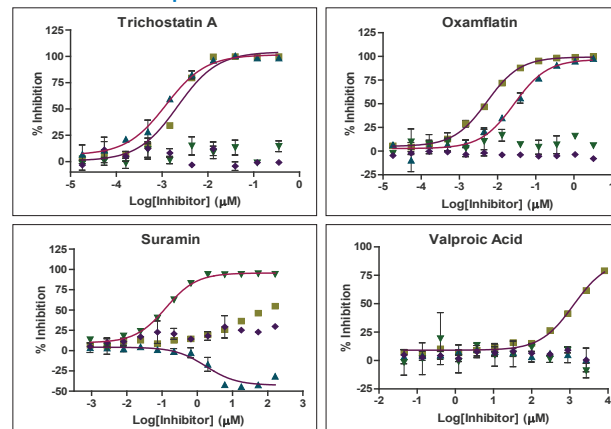 Trichostatin A
% Inhibition
125
100
75
50
25
0
-25
-5 -4 -3 -2 -1 0
Log[Inhibitor] (µM)
Oxamflatin
% Inhibition
125
100
75
50
25
0
-25
-5 -4 -3 -2 -1 0 1
Log[Inhibitor] (µM)
Suramin
% Inhibition
125
100
75
50
25
0
-25
-50
-4 -3 -2 -1 0 1 2 3
Log[Inhibitor] (µM)
Valproic Acid
% Inhibition
100
75
50
25
0
-25
-2 -1 0 1 2 3 4
Log[Inhibitor] (µM)